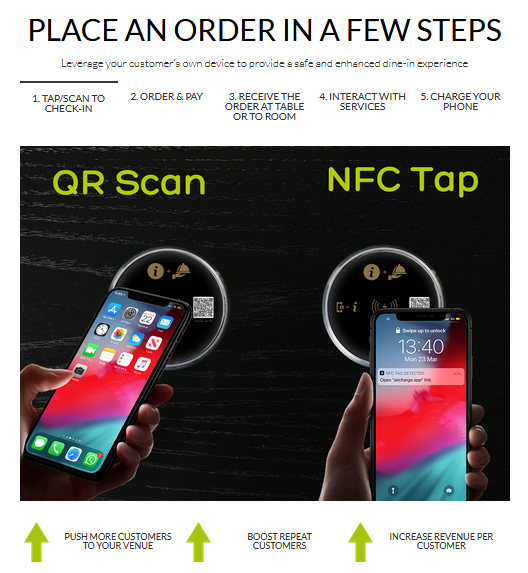 PLACE AN ORDER IN A FEW STEPS
Leverage your customer's own device to provide a safe and enhanced dine-in experience
1. TAP/SCAN TO
CHECK-IN
2. ORDER & PAY
3. RECEIVE THE
ORDER AT TABLE
OR TO ROOM
4. INTERACT WITH
SERVICES
5. CHARGE YOUR
PHONE
QR Scan
NFC Tap
Swipe up to unlock
13:40
Mon 23 Mar
NFC TAG DETECTED
Open "aircharge.app" link
PUSH MORE CUSTOMERS
TO YOUR VENUE
BOOST REPEAT
CUSTOMERS
INCREASE REVENUE PER
CUSTOMER